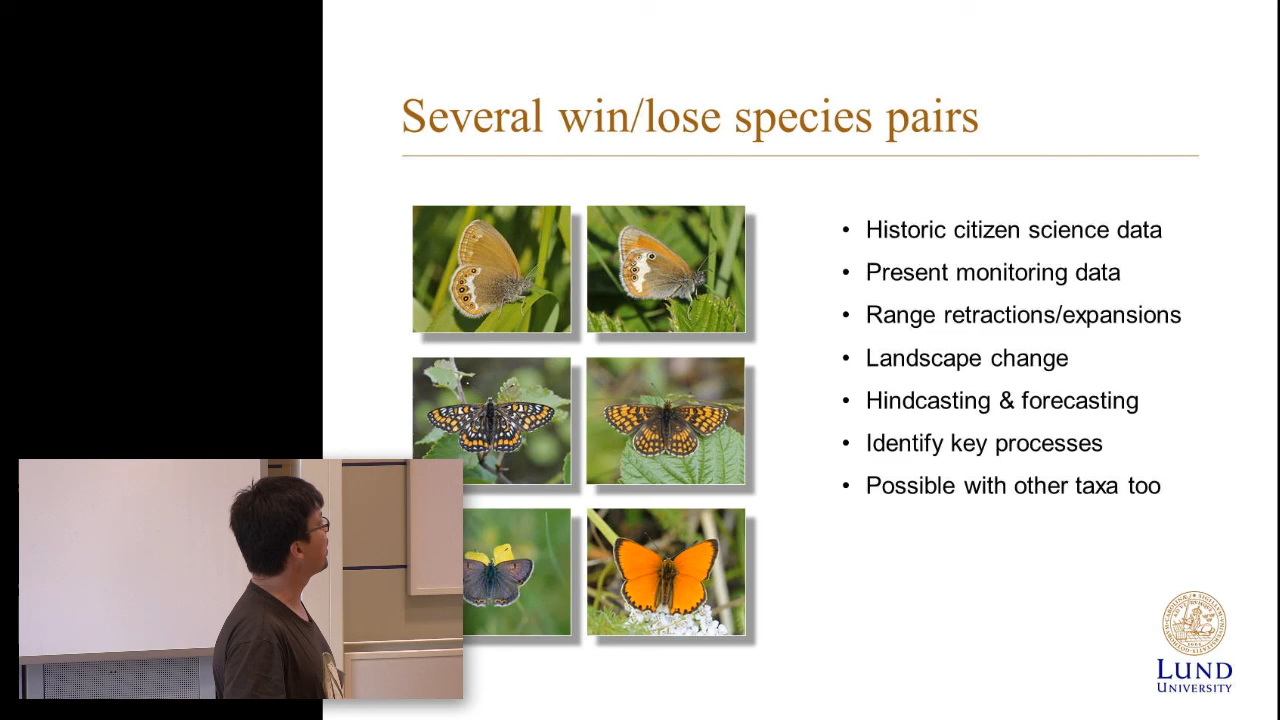 Several win/lose species pairs
• Historic citizen science data
• Present monitoring data
• Range retractions/expansions
• Landscape change
• Hindcasting & forecasting
• Identify key processes
• Possible with other taxa too
LUND
UNIVERSITY